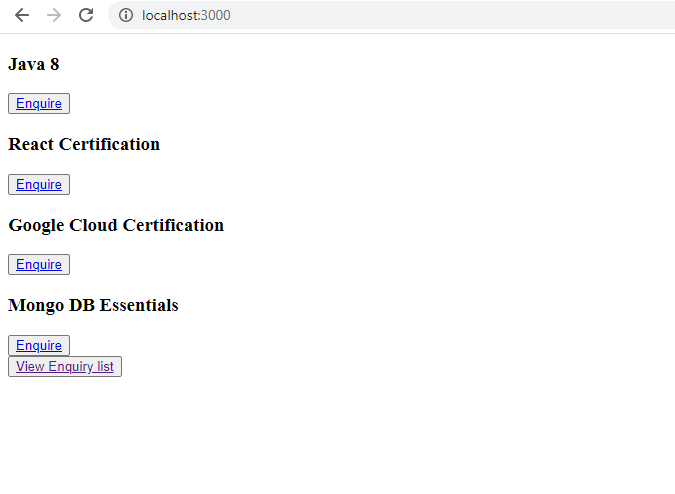 localhost:3000
Java 8
Enquire
React Certification
Enquire
Google Cloud Certification
Enquire
Mongo DB Essentials
Enquire
View Enquiry list